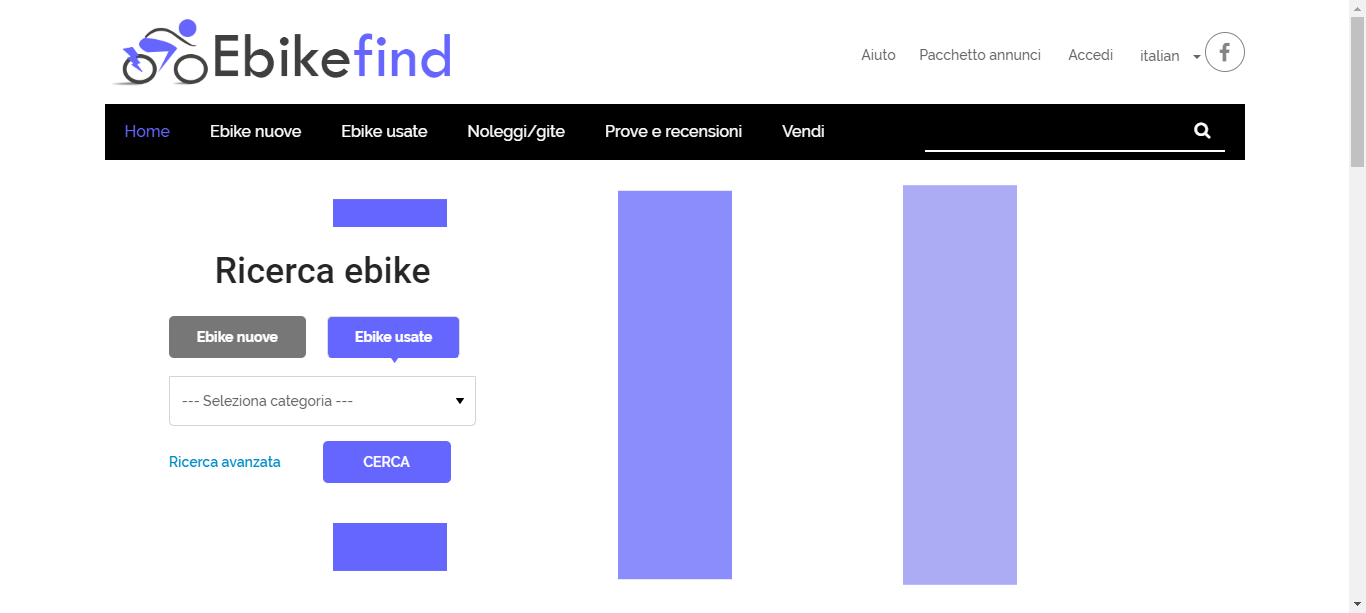 Ebikefind
Aiuto Pacchetto annunci Accedi italian
Home Ebike nuove Ebike usate Noleggi/gite Prove e recensioni Vendi
Ricerca ebike
Ebike nuove Ebike usate
--- Seleziona categoria ---
Ricerca avanzata CERCA